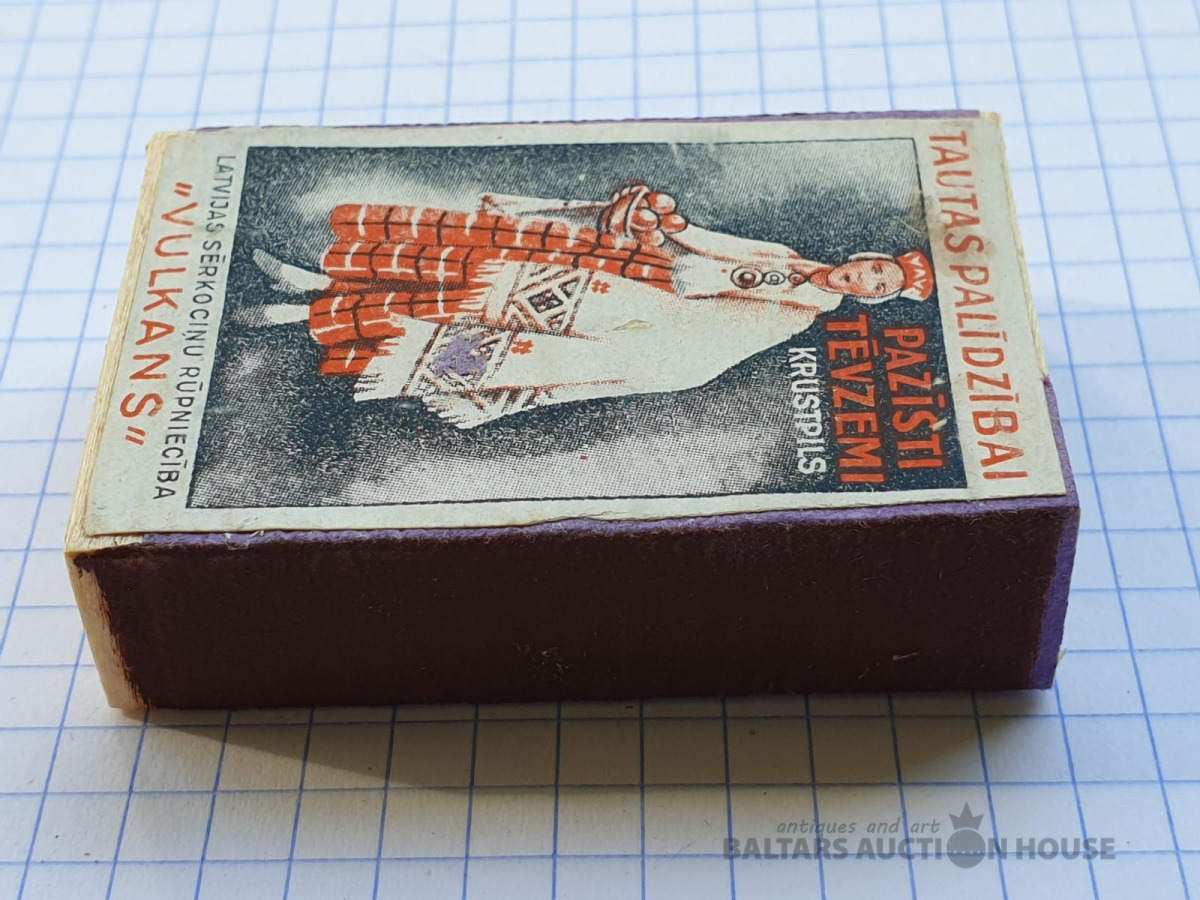 TAUTAS PALĪDZĪBAI
PAZĪSTI
TĒVZEMI
KRUSTPILS
LATVIJAS SĒRKOCIŅU RŪPNIECĪBA
"VULKANS"
antiques and art
BALTARS AUCTION HOUSE